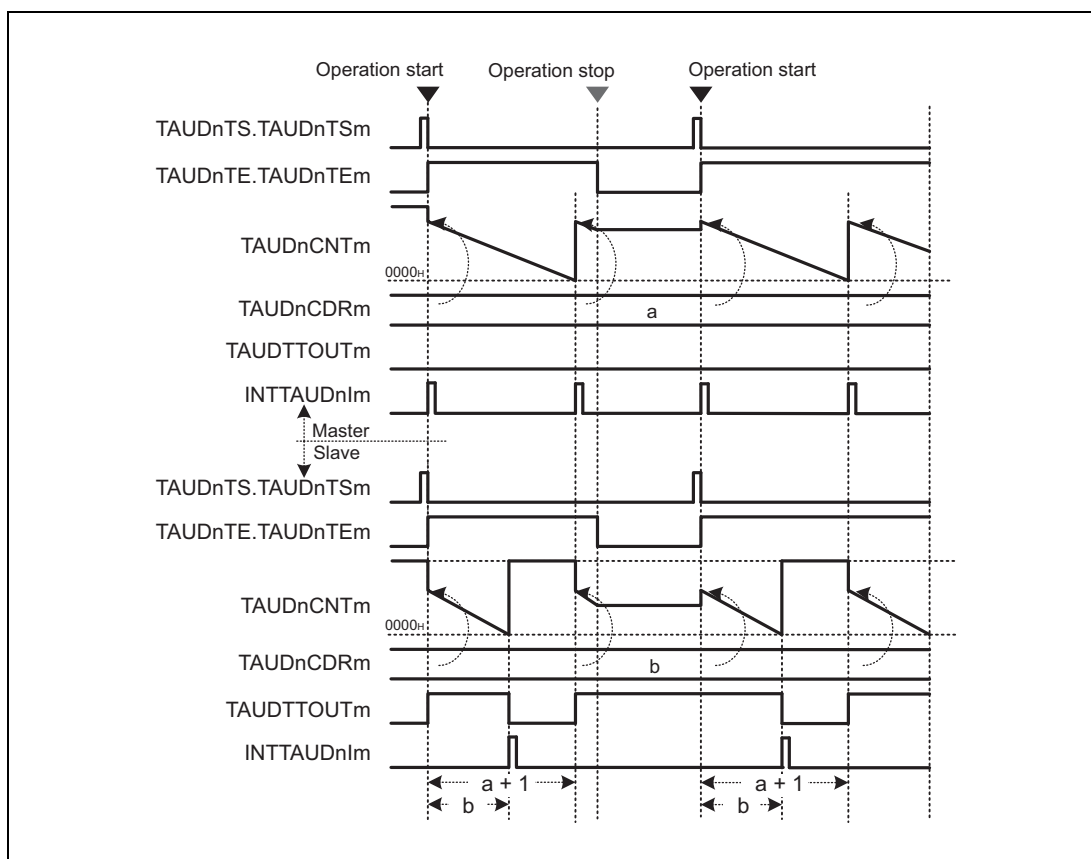 Operation start Operation stop Operation start
TAUDnTS.TAUDnTSm
TAUDnTE.TAUDnTEm
TAUDnCNTm
0000H
TAUDnCDRm
a
TAUDTTOUTm
INTTAUDnIm
Master
Slave
TAUDnTS.TAUDnTSm
TAUDnTE.TAUDnTEm
TAUDnCNTm
0000H
TAUDnCDRm
b
TAUDTTOUTm
INTTAUDnIm
a + 1 a + 1
b b